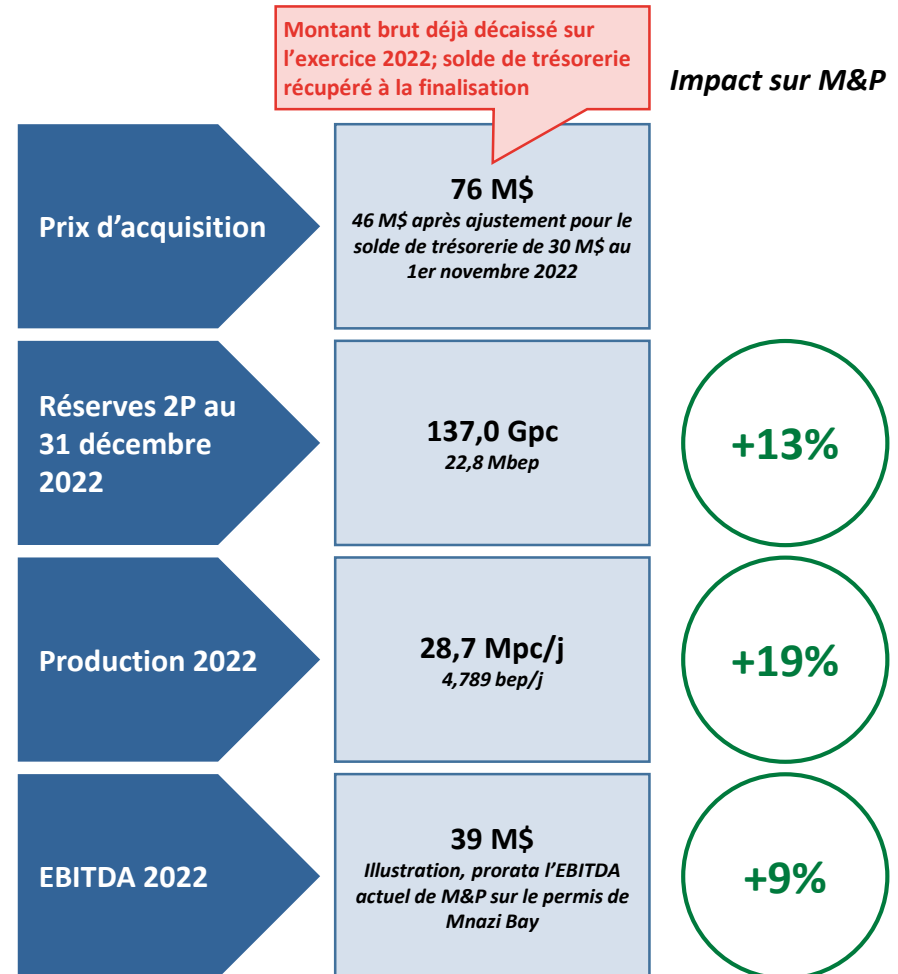 Montant brut déjà décaissé sur
l'exercice 2022; solde de trésorerie
récupéré à la finalisation
Impact sur M&P
Prix d'acquisition
76 M$
46 M$ après ajustement pour le
solde de trésorerie de 30 M$ au
1er novembre 2022
Réserves 2P au
31 décembre
2022
137,0 Gpc
22,8 Mbep
+13%
Production 2022
28,7 Mpc/j
4,789 bep/j
+19%
EBITDA 2022
39 M$
Illustration, prorata l'EBITDA
actuel de M&P sur le permis de
Mnazi Bay
+9%